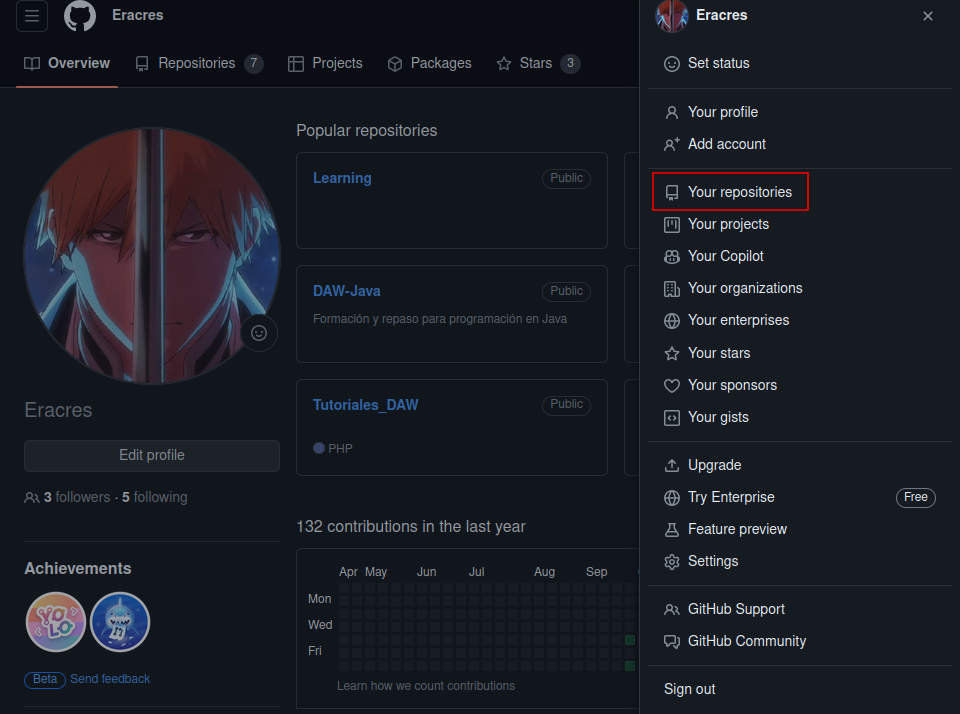 Eracres
Overview
Repositories 7
Projects
Packages
Stars 3
Popular repositories
Learning
Public
DAW-Java
Public
Formación y repaso para programación en Java
Tutoriales_DAW
Public
PHP
Eracres
Edit profile
3 followers · 5 following
Achievements
YOLO
Beta Send feedback
132 contributions in the last year
Apr May Jun Jul Aug Sep
Mon
Wed
Fri
Learn how we count contributions
Eracres
Set status
Your profile
Add account
Your repositories
Your projects
Your Copilot
Your organizations
Your enterprises
Your stars
Your sponsors
Your gists
Upgrade
Try Enterprise Free
Feature preview
Settings
GitHub Support
GitHub Community
Sign out